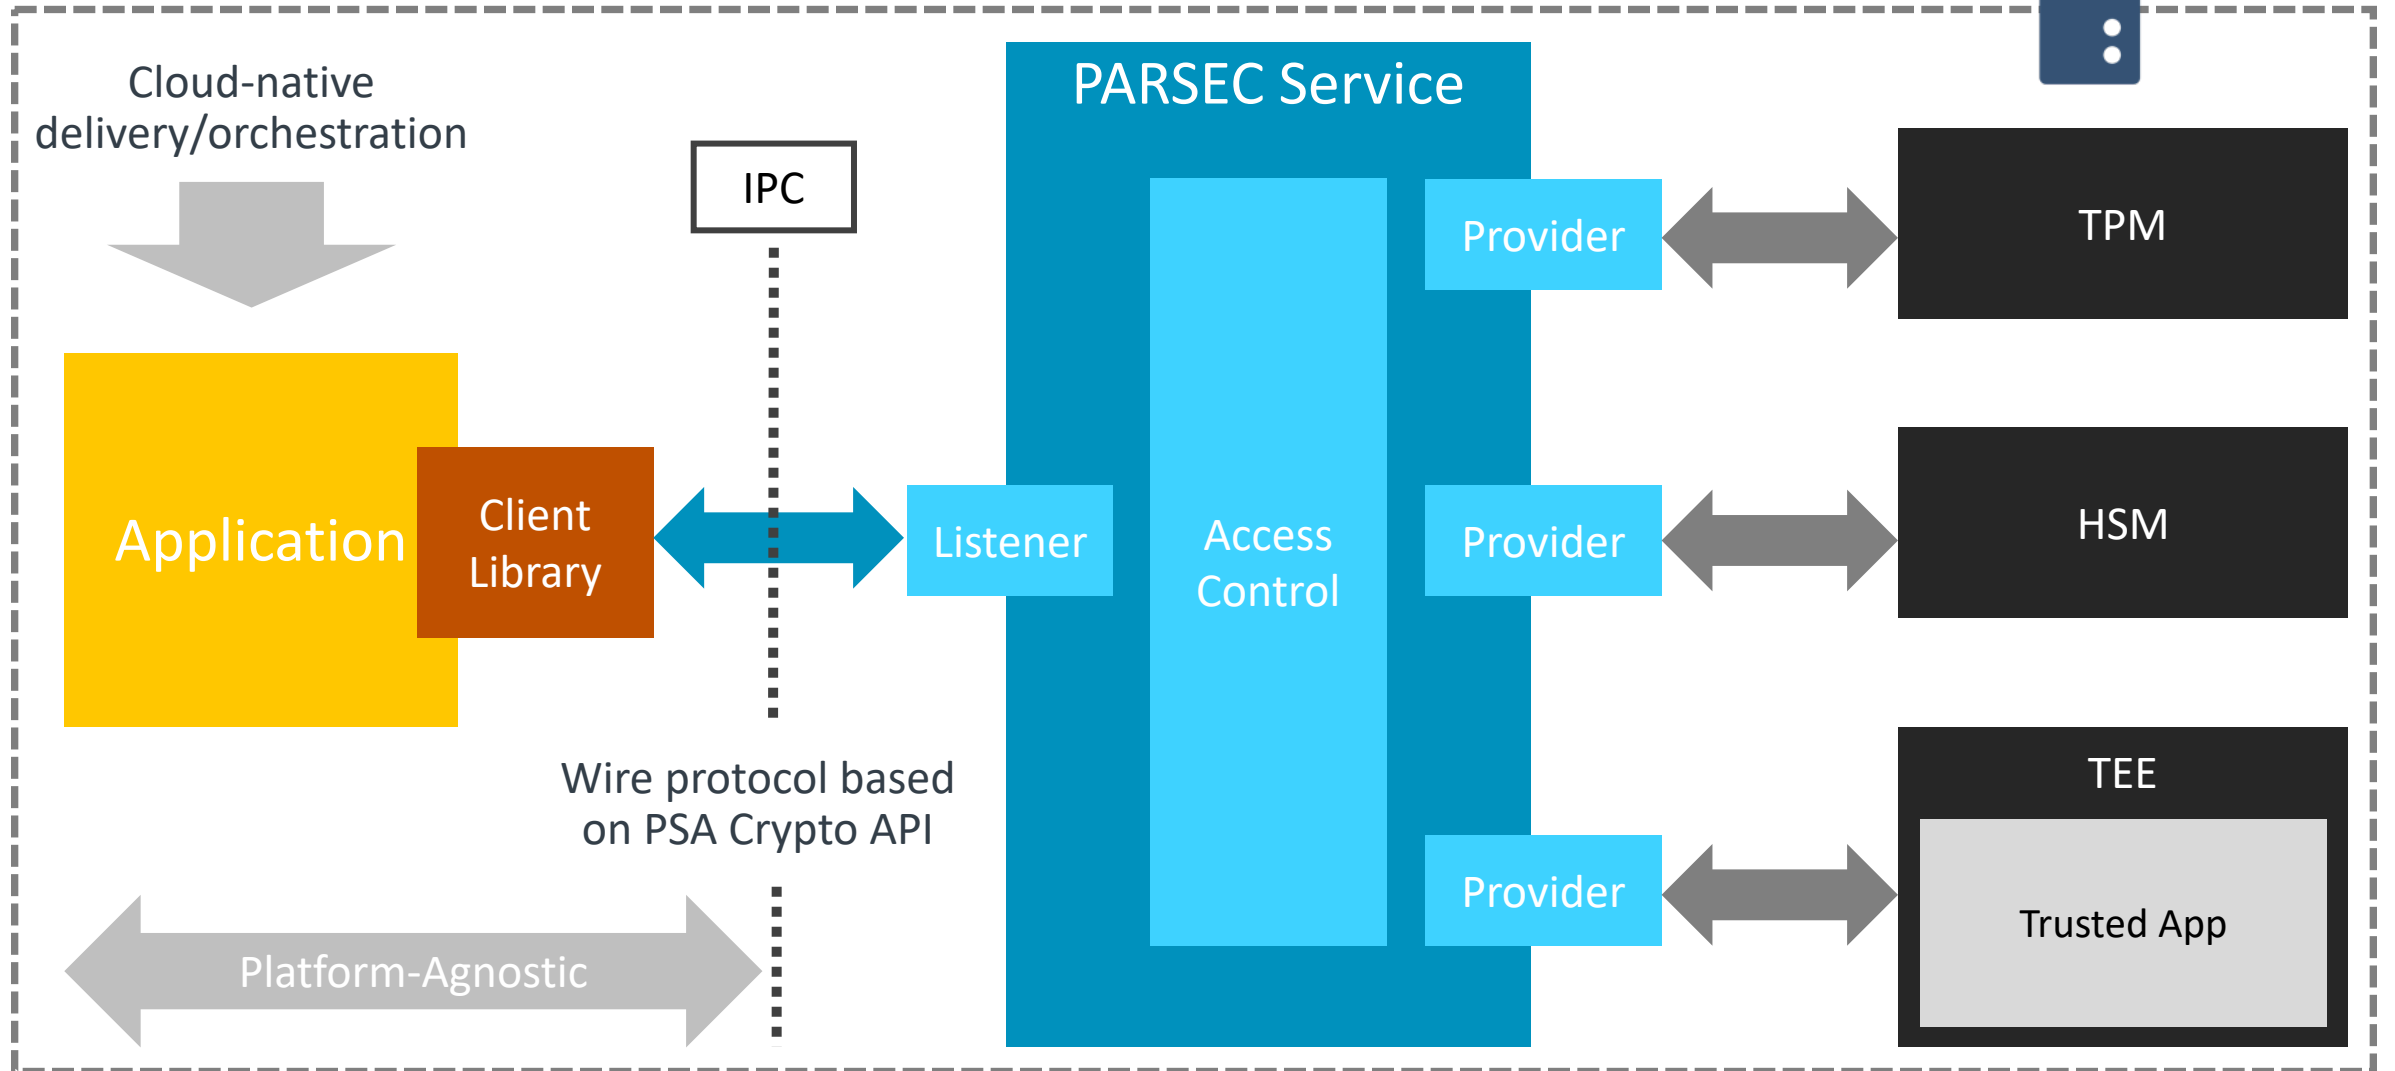 Cloud-native
delivery/orchestration
IPC
PARSEC Service
Application
Client
Library
Listener
Access
Control
Provider
Provider
Provider
TPM
HSM
TEE
Trusted App
Wire protocol based
on PSA Crypto API
Platform-Agnostic